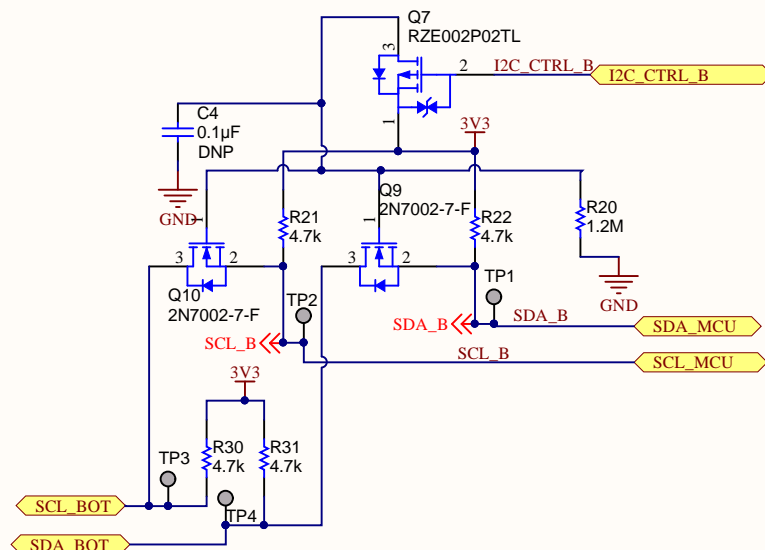 Q7
RZE002P02TL
3
2
I2C_CTRL_B
I2C_CTRL_B
1
C4
0.1µF
DNP
3V3
GND
1
Q9
2N7002-7-F
1
R21
4.7k
R22
4.7k
R20
1.2M
3
2
3
2
GND
Q10
2N7002-7-F
TP2
TP1
SCL_B
SDA_B
SDA_B
SDA_MCU
SCL_B
SCL_MCU
3V3
R30
4.7k
R31
4.7k
TP3
TP4
SCL_BOT
SDA_BOT